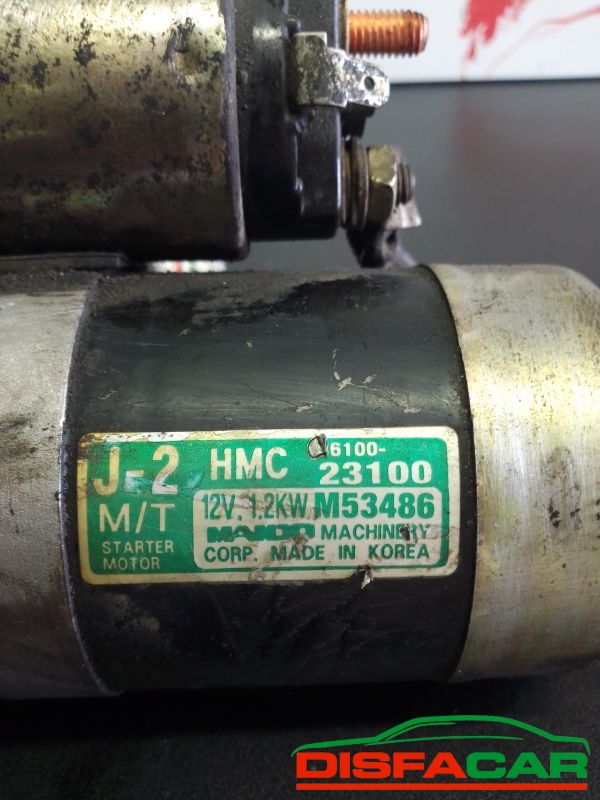 J-2 HMC 6100-
23100
M/T 12V, 1.2KW M53486
STARTER MANDO MACHINERY
MOTOR CORP. MADE IN KOREA
DISFACAR